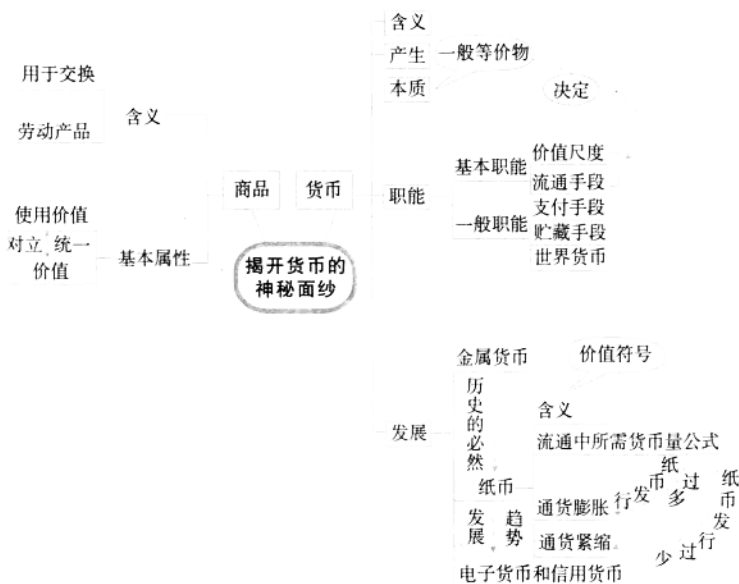 用于交换
劳动产品
含义
使用价值
对立 统一
价值
基本属性
商品
货币
揭开货币的
神秘面纱
含义
产生
一般等价物
本质
决定
职能
基本职能
价值尺度
流通手段
一般职能
支付手段
贮藏手段
世界货币
发展
金属货币
价值符号
历史的必然
含义
流通中所需货币量公式
纸币
通货膨胀
纸币发行过多
发展
趋势
通货紧缩
纸币发行过少
电子货币和信用货币